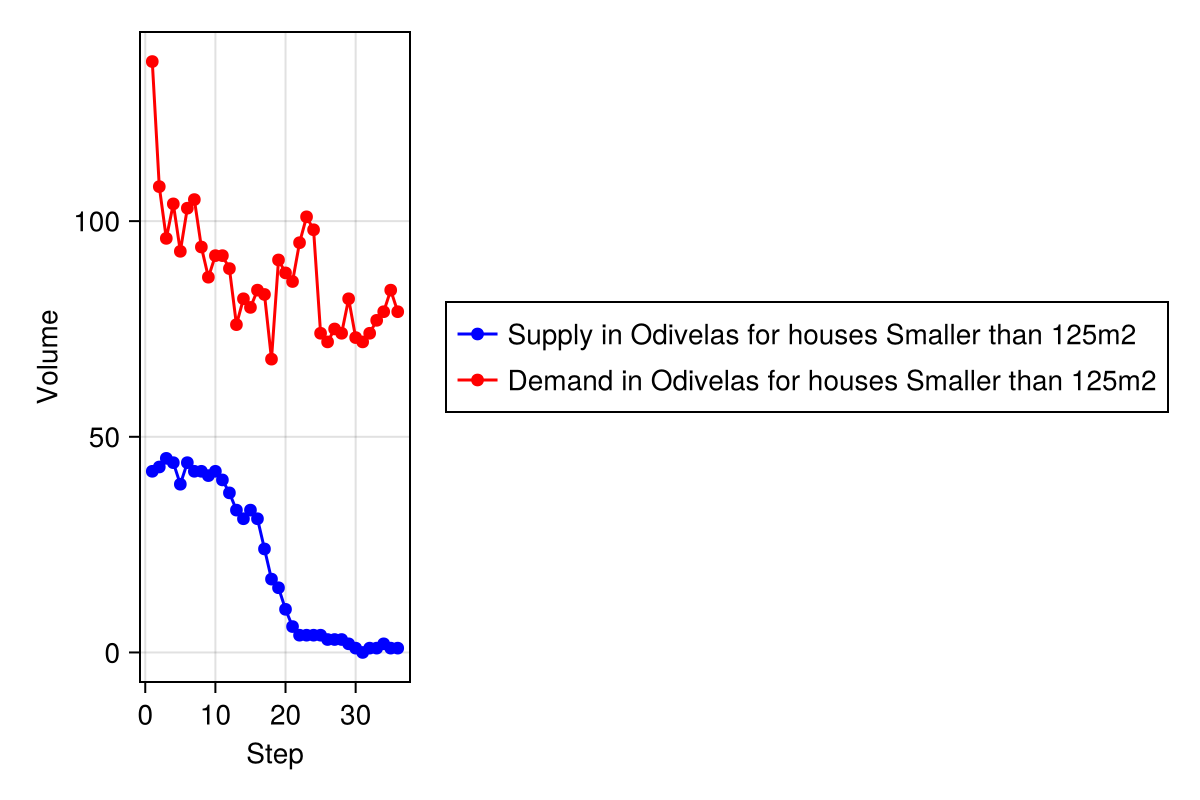 Volume
100
50
0
0 10 20 30
Step
Supply in Odivelas for houses Smaller than 125m2
Demand in Odivelas for houses Smaller than 125m2